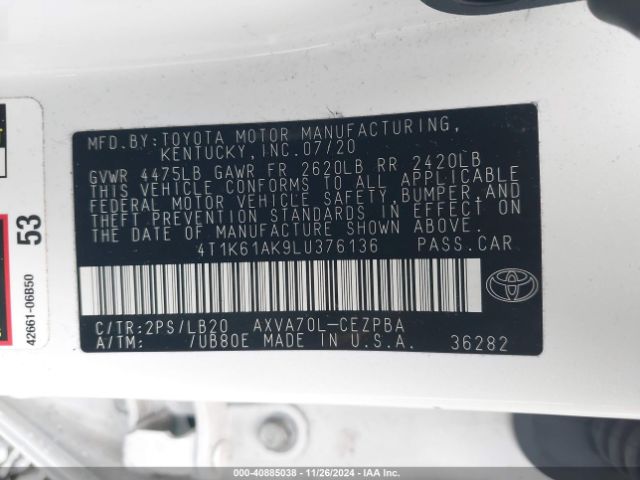 MFD.BY:TOYOTA MOTOR MANUFACTURING,
KENTUCKY, INC.07/20
GVWR 4475LB GAWR FR 2620LB RR 2420LB
THIS VEHICLE CONFORMS TO ALL APPLICABLE
FEDERAL MOTOR VEHICLE SAFETY,BUMPER,AND
THEFT PREVENTION STANDARDS IN EFFECT ON
THE DATE OF MANUFACTURE SHOWN ABOVE.
4T1K61AK9LU376136 PASS.CAR
C/TR:2PS/LB20 AXVA70L-CEZPBA
A/TM: /UB80E MADE IN U.S.A. 36282
53
42661-06B50
000-40885038 - 11/26/2024 - IAA Inc.